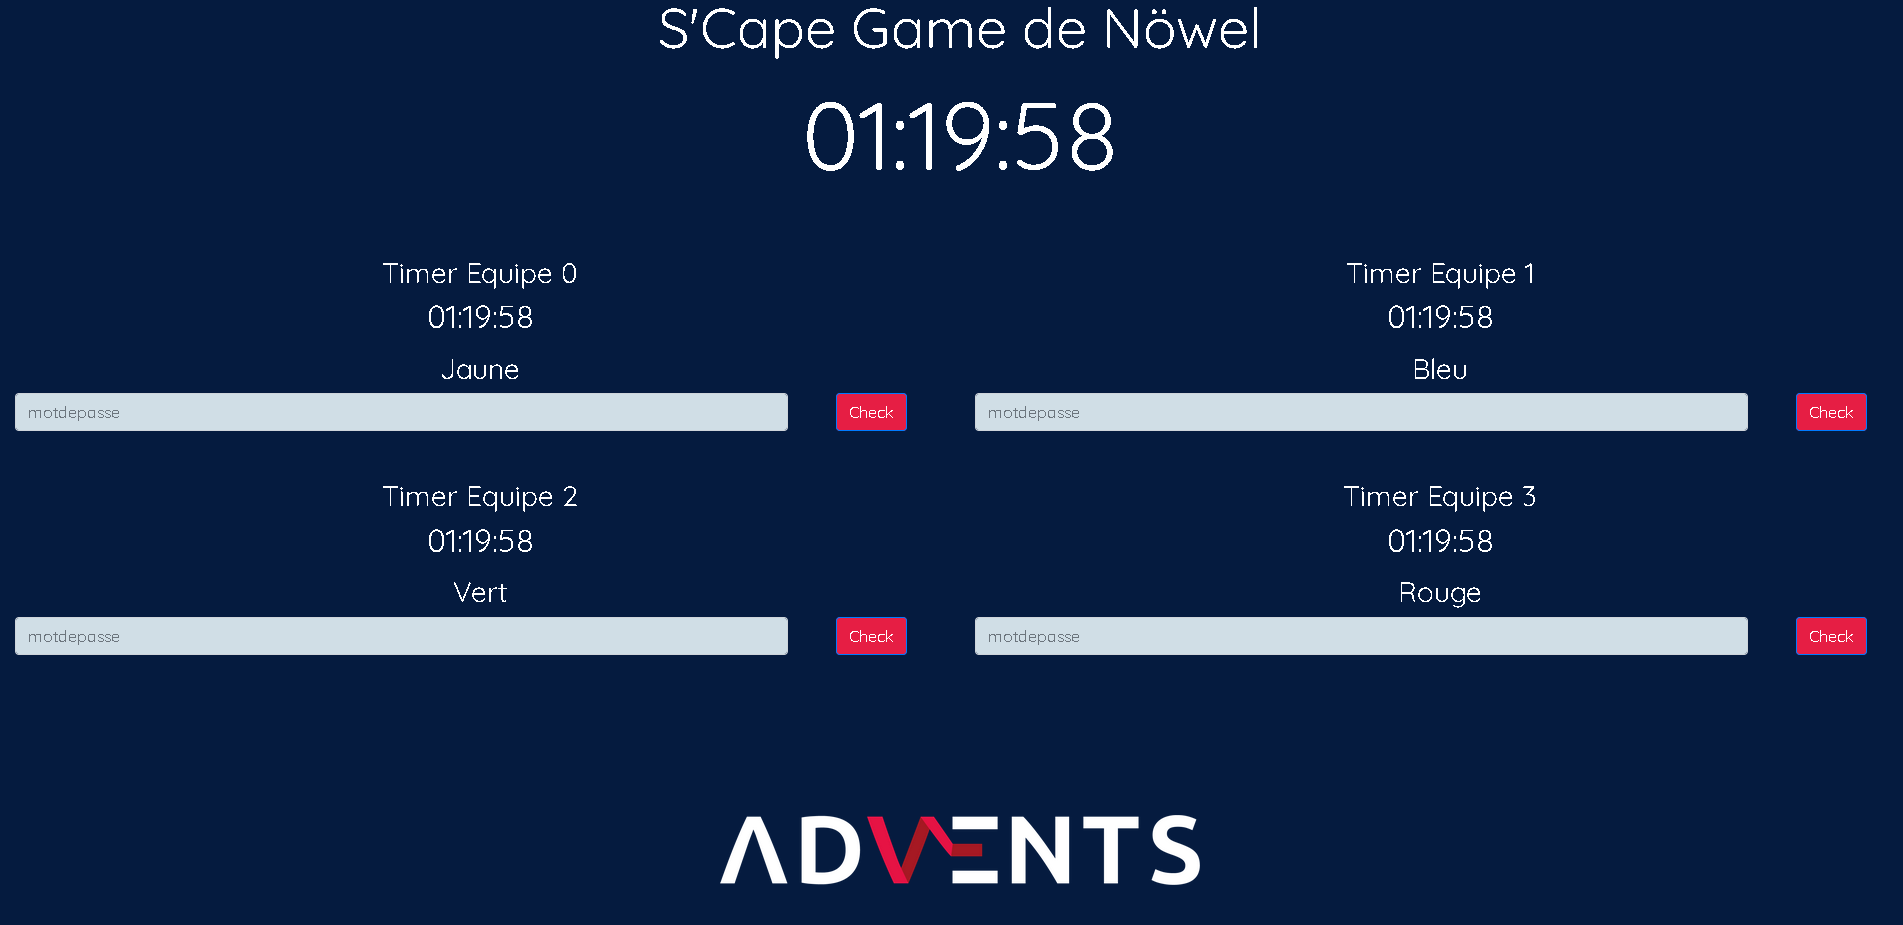 S'Cape Game de Nöwel
01:19:58
Timer Equipe 0
01:19:58
Jaune
motdepasse
Check
Timer Equipe 1
01:19:58
Bleu
motdepasse
Check
Timer Equipe 2
01:19:58
Vert
motdepasse
Check
Timer Equipe 3
01:19:58
Rouge
motdepasse
Check
ADVENTS